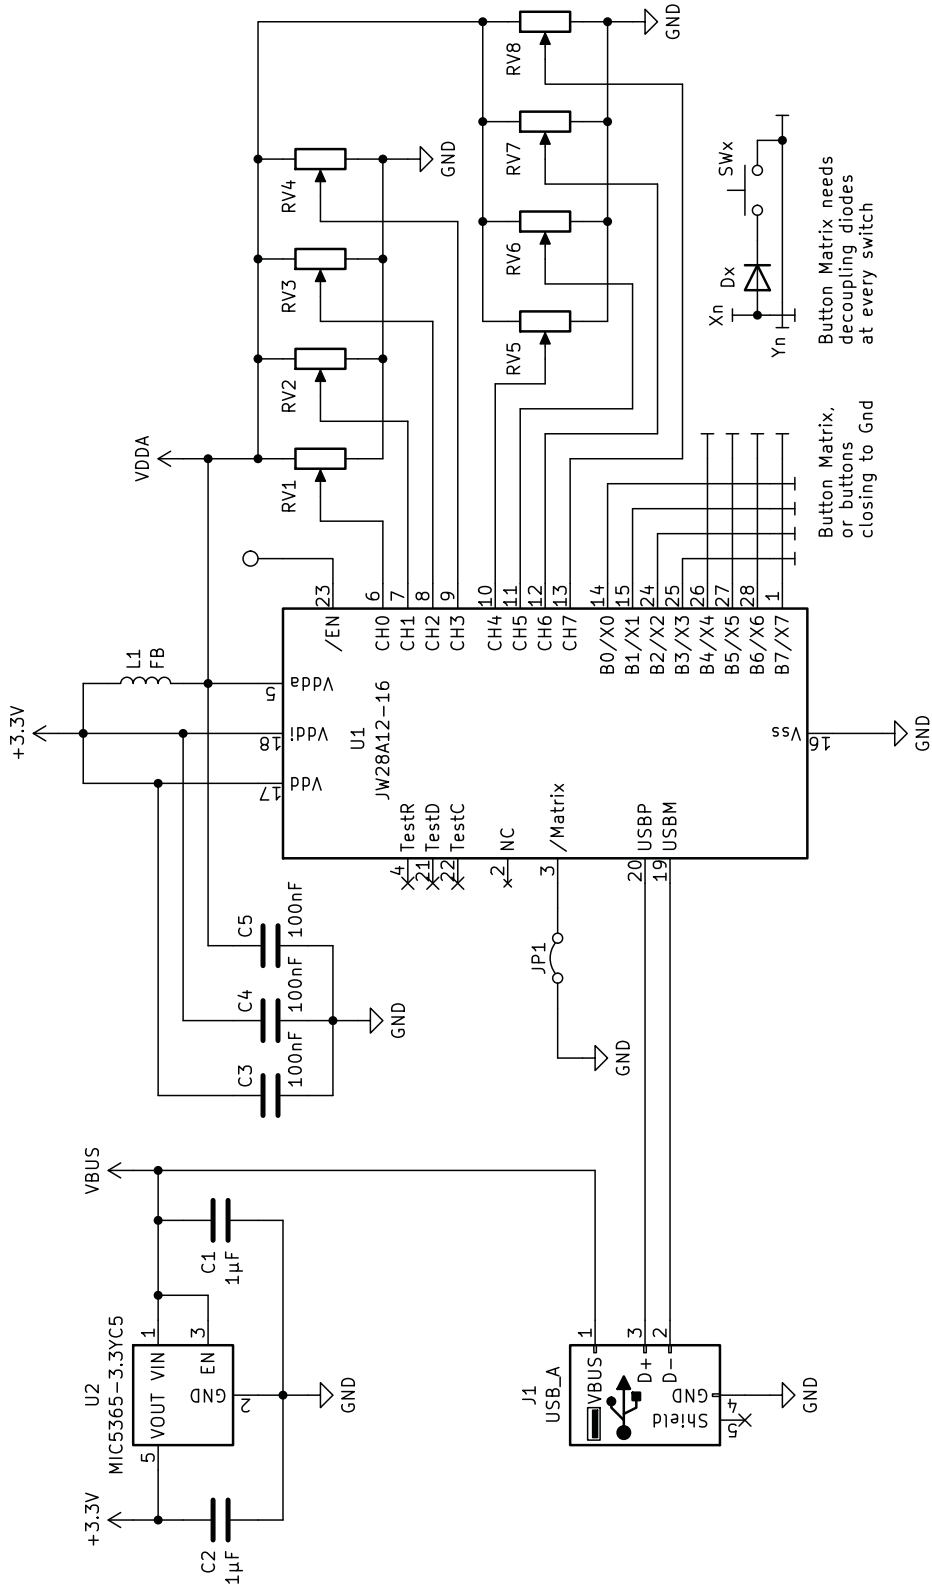 GND
RV8
RV7
RV6
RV5
GND
RV4
RV3
RV2
RV1
VDDA
SWx
Dx
Xn
Yn
Button Matrix needs
decoupling diodes
at every switch
Button Matrix,
or buttons
closing to Gnd
+3.3V
L1
FB
U1
JW28A12-16
5
Vdda
18
Vddi
17
Vdd
23
/EN
6
CH0
7
CH1
8
CH2
9
CH3
10
CH4
11
CH5
12
CH6
13
CH7
14
B0/X0
15
B1/X1
24
B2/X2
25
B3/X3
26
B4/X4
27
B5/X5
28
B6/X6
1
B7/X7
Vss
16
GND
4
TestR
21
TestD
22
TestC
2
NC
3
/Matrix
20
USBP
19
USBM
C5
100nF
C4
100nF
C3
100nF
GND
JP1
GND
VBUS
C1
1µF
U2
MIC5365-3.3YC5
1
VIN
3
EN
VOUT
5
GND
2
GND
+3.3V
C2
1µF
J1
USB_A
1
VBUS
3
D+
2
D-
GND
4
Shield
5
GND